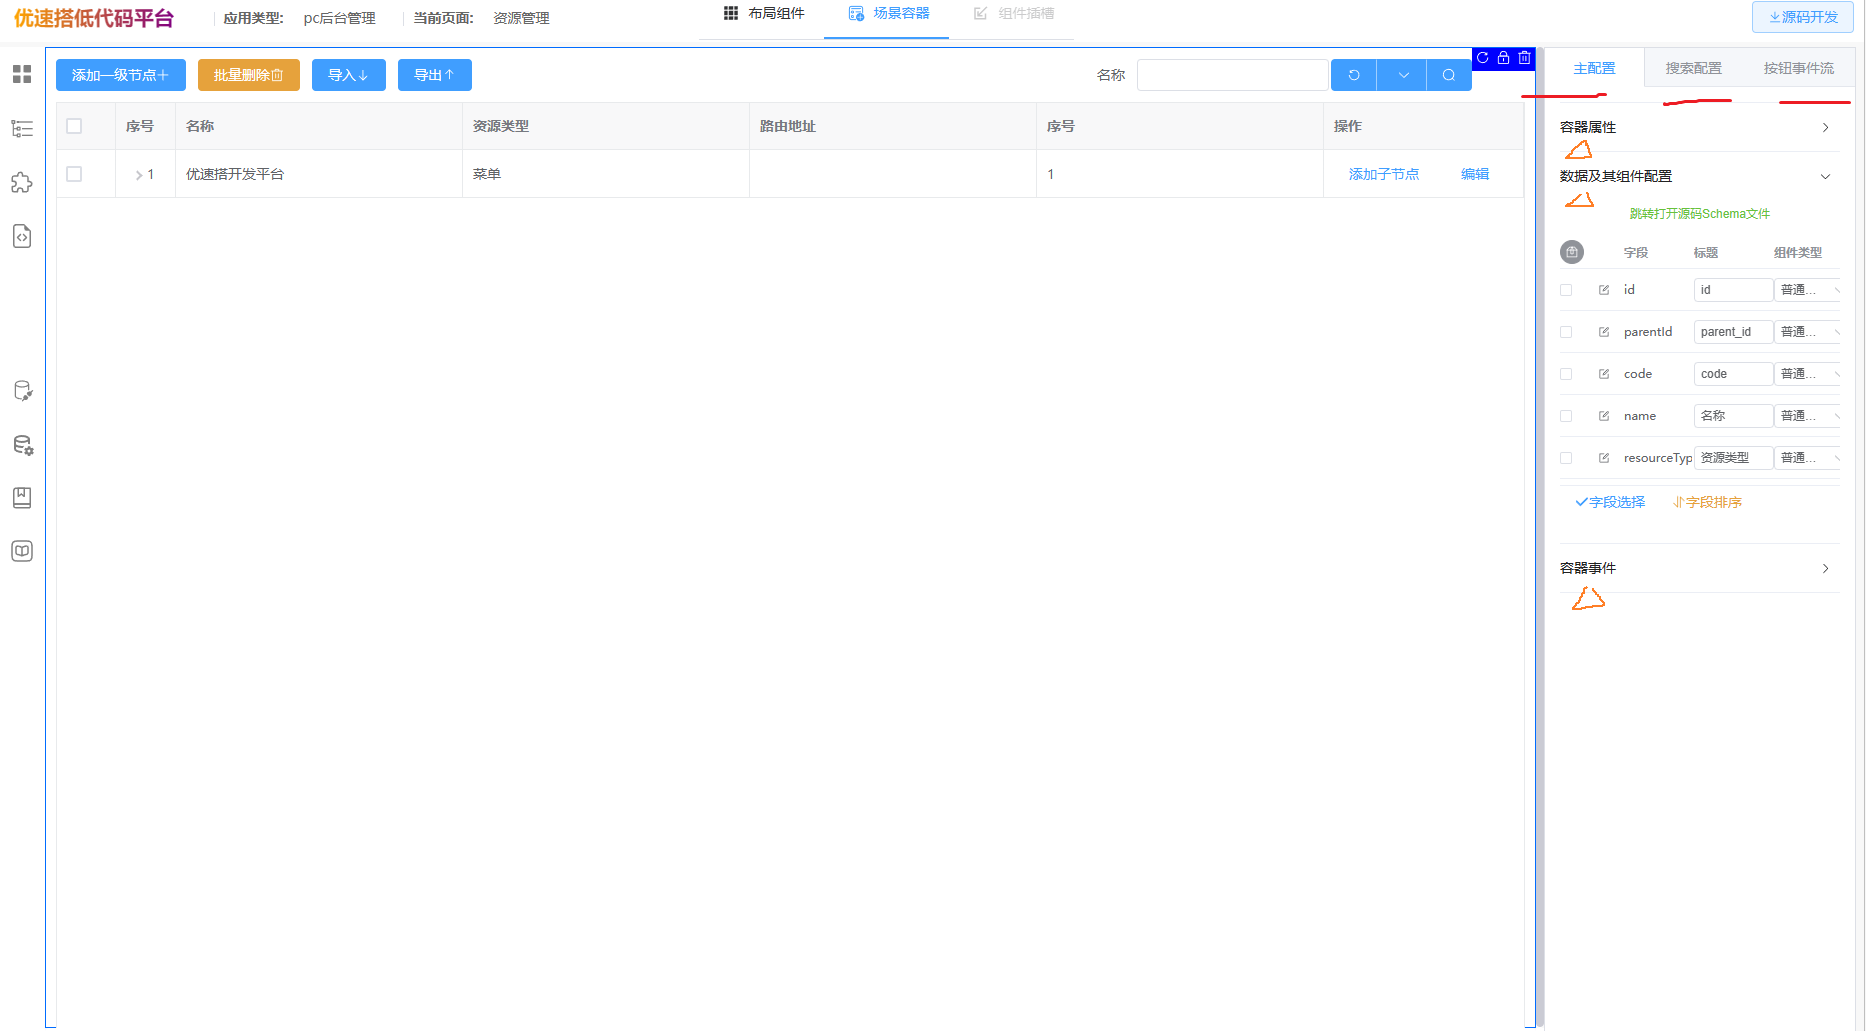 优速搭低代码平台 应用类型: pc后台管理 当前页面: 资源管理 布局组件 场景容器 组件插槽 源码开发
添加一级节点 批量删除 导入 导出 名称
主配置 搜索配置 按钮事件流
序号 名称 资源类型 路由地址 序号 操作
1 优速搭开发平台 菜单 1 添加子节点 编辑
容器属性
数据及其组件配置
跳转打开源码Schema文件
字段 标题 组件类型
id id 普通...
parentId parent_id 普通...
code code 普通...
name 名称 普通...
resourceTyp 资源类型 普通...
字段选择 字段排序
容器事件